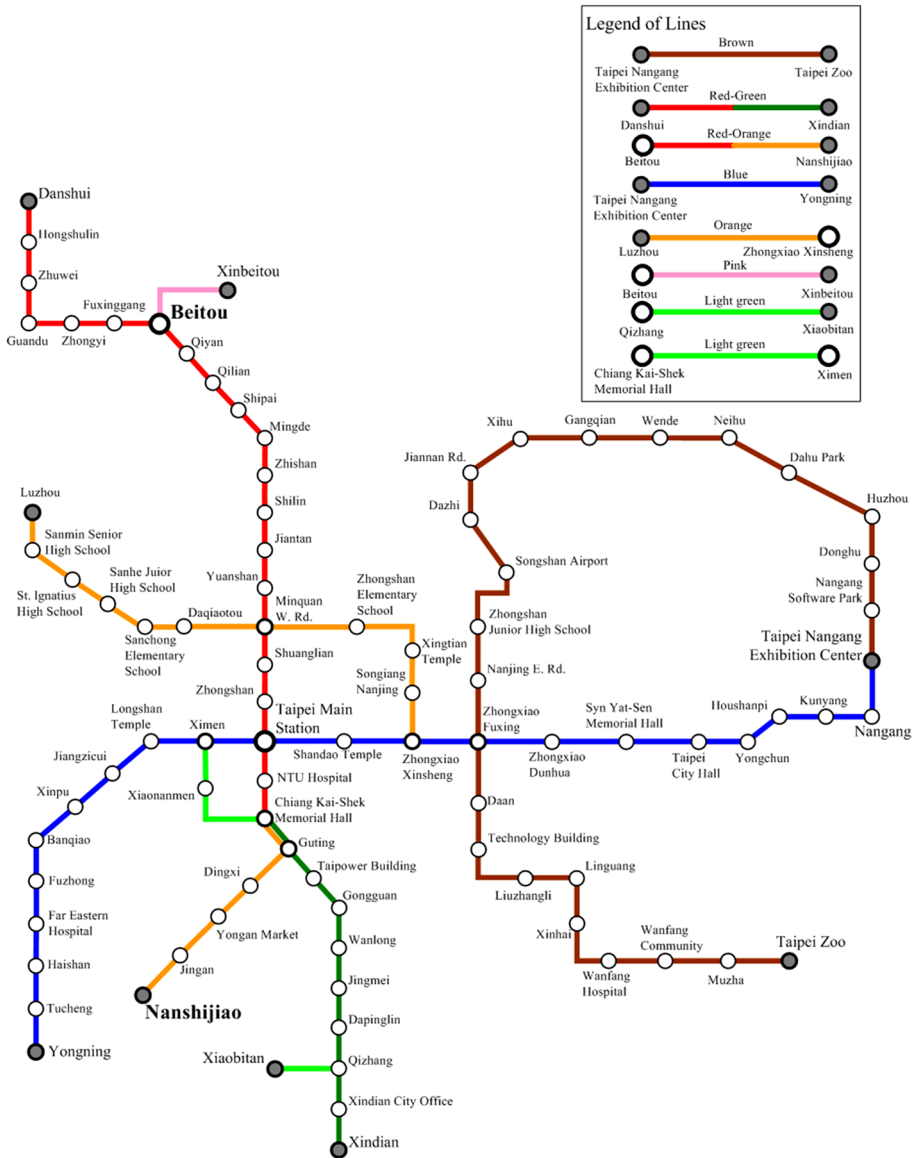 Legend of Lines
Brown
Taipei Nangang
Exhibition Center
Taipei Zoo
Red-Green
Danshui
Xindian
Red-Orange
Beitou
Nanshijiao
Blue
Taipei Nangang
Exhibition Center
Yongning
Orange
Luzhou
Zhongxiao Xinsheng
Pink
Beitou
Xinbeitou
Light green
Qizhang
Xiaobitan
Light green
Chiang Kai-Shek
Memorial Hall
Ximen
Danshui
Hongshulin
Zhuwei
Guandu
Zhongyi
Fuxinggang
Xinbeitou
Beitou
Qiyan
Qilian
Shipai
Mingde
Zhishan
Shilin
Jiantan
Yuanshan
Minquan
W. Rd.
Shuanglian
Zhongshan
Taipei Main
Station
NTU Hospital
Chiang Kai-Shek
Memorial Hall
Guting
Taipower Building
Gongguan
Wanlong
Jingmei
Dapinglin
Qizhang
Xindian City Office
Xindian
Xiaobitan
Luzhou
Sanmin Senior
High School
St. Ignatius
High School
Sanhe Juior
High School
Sanchong
Elementary
School
Daqiaotou
Zhongshan
Elementary
School
Xingtian
Temple
Songiang
Nanjing
Zhongxiao
Xinsheng
Dingxi
Yongan Market
Jingan
Nanshijiao
Xiaonanmen
Ximen
Longshan
Temple
Jiangzicui
Xinpu
Banqiao
Fuzhong
Far Eastern
Hospital
Haishan
Tucheng
Yongning
Shandao Temple
Zhongxiao
Fuxing
Zhongxiao
Dunhua
Syn Yat-Sen
Memorial Hall
Taipei
City Hall
Yongchun
Houshanpi
Kunyang
Nangang
Taipei Nangang
Exhibition Center
Nangang
Software Park
Donghu
Huzhou
Dahu Park
Neihu
Wende
Gangqian
Xihu
Jiannan Rd.
Dazhi
Songshan Airport
Zhongshan
Junior High School
Nanjing E. Rd.
Daan
Technology Building
Liuzhangli
Linguang
Xinhai
Wanfang
Hospital
Wanfang
Community
Muzha
Taipei Zoo